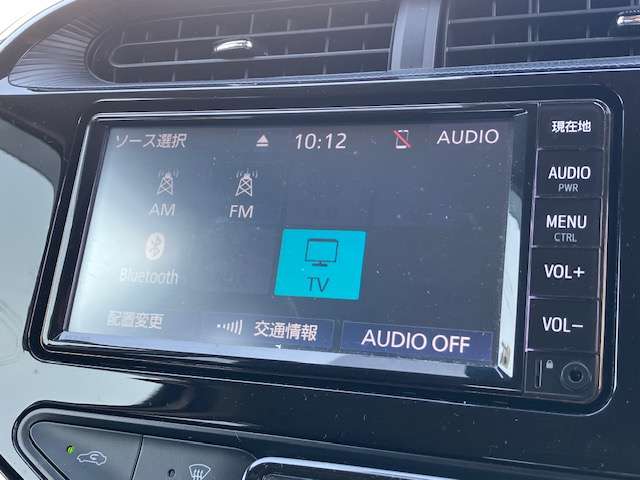 ソース選択 10:12 AUDIO
AM FM
Bluetooth TV
配置変更 交通情報 AUDIO OFF
現在地
AUDIO
PWR
MENU
CTRL
VOL+
VOL−